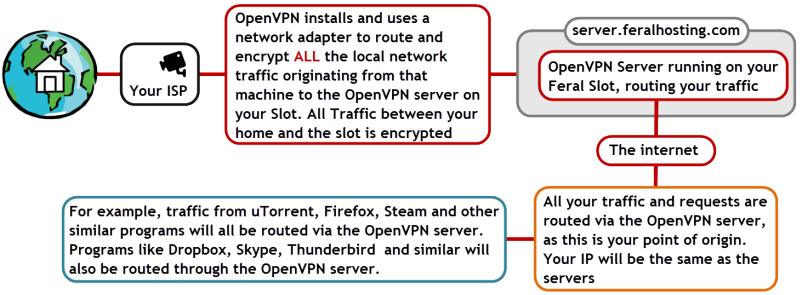 Your ISP
OpenVPN installs and uses a
network adapter to route and
encrypt ALL the local network
traffic originating from that
machine to the OpenVPN server on
your Slot. All Traffic between your
home and the slot is encrypted
server.feralhosting.com
OpenVPN Server running on your
Feral Slot, routing your traffic
The internet
All your traffic and requests are
routed via the OpenVPN server,
as this is your point of origin.
Your IP will be the same as the
servers
For example, traffic from uTorrent, Firefox, Steam and other
similar programs will all be routed via the OpenVPN server.
Programs like Dropbox, Skype, Thunderbird and similar will
also be routed through the OpenVPN server.